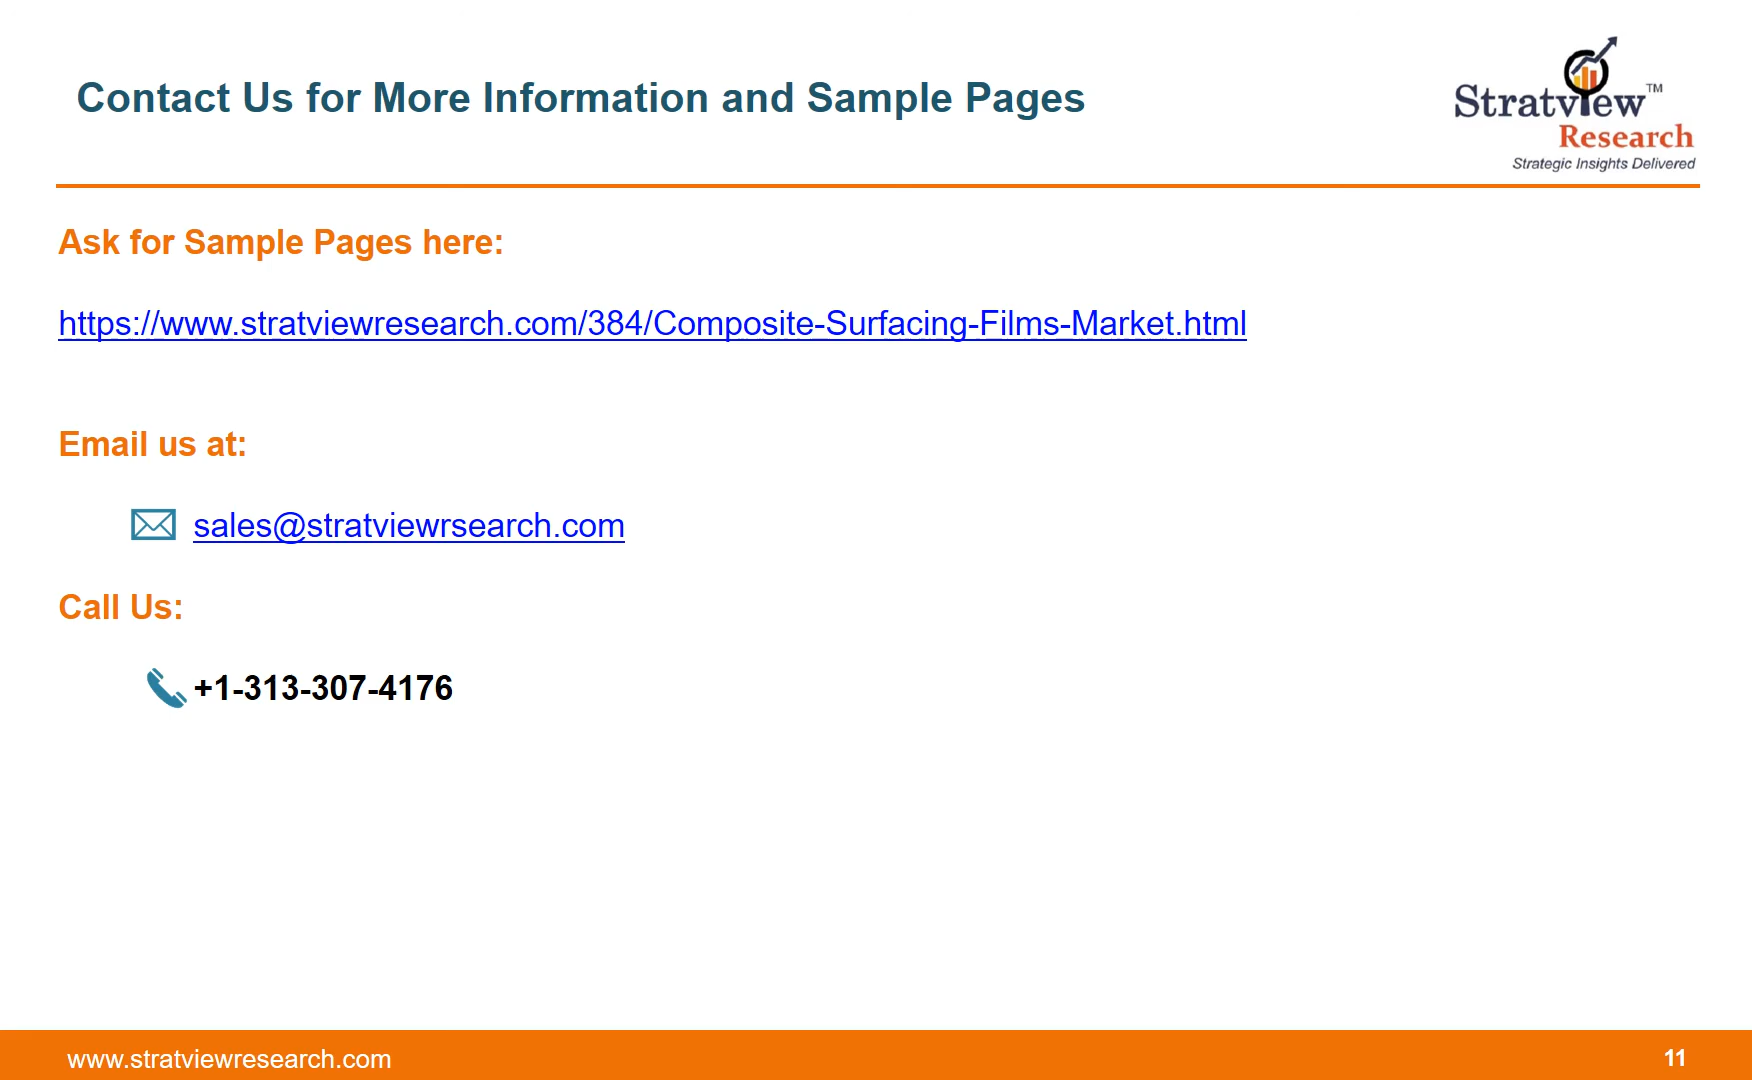 Contact Us for More Information and Sample Pages
Stratview™
Research
Strategic Insights Delivered
Ask for Sample Pages here:
https://www.stratviewresearch.com/384/Composite-Surfacing-Films-Market.html
Email us at:
sales@stratviewrsearch.com
Call Us:
+1-313-307-4176
www.stratviewresearch.com
11